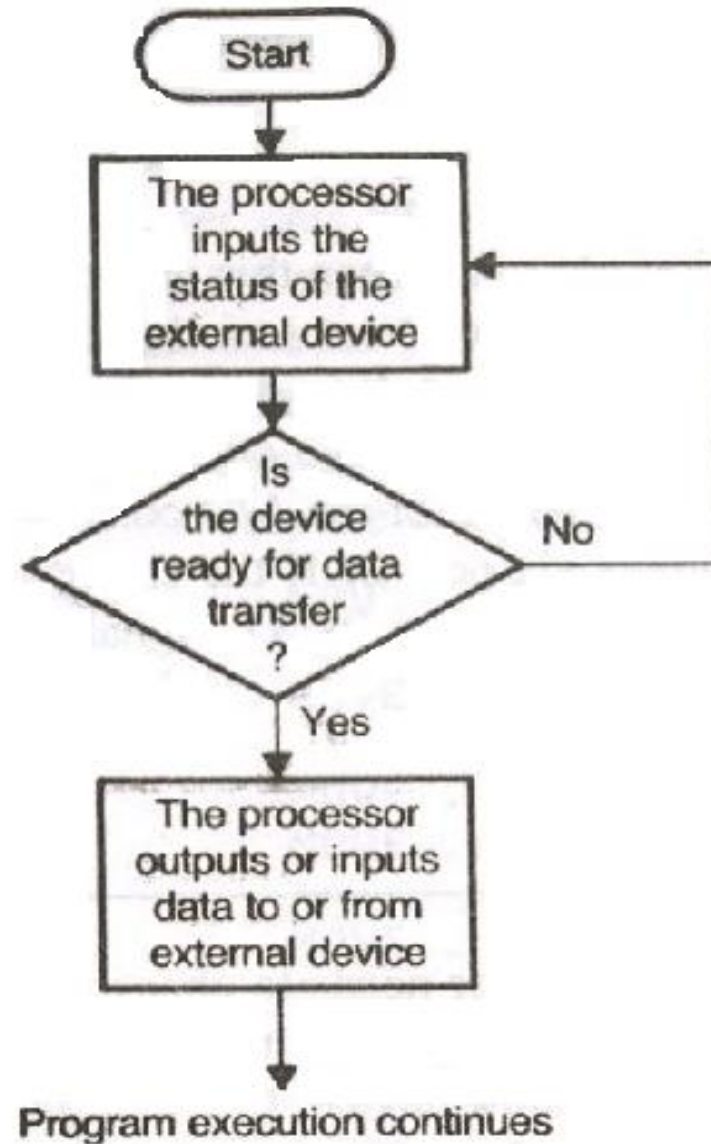 Start
The processor
inputs the
status of the
external device
Is
the device
ready for data
transfer
?
No
Yes
The processor
outputs or inputs
data to or from
external device
Program execution continues